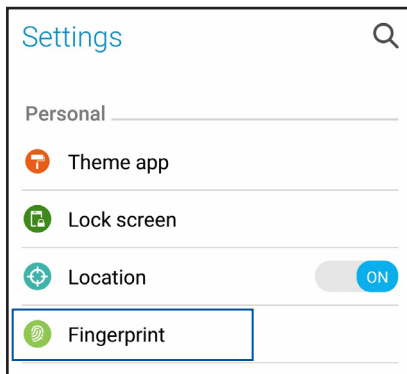 Settings
Personal
Theme app
Lock screen
Location ON
Fingerprint